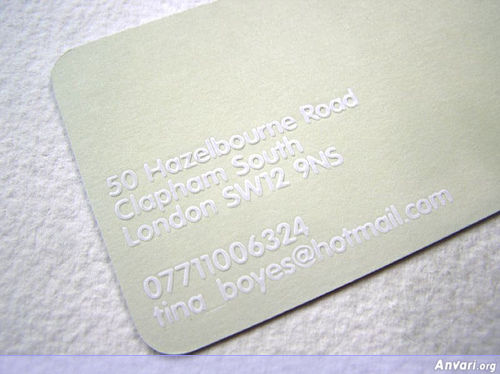 50 Hazelbourne Road
Clapham South
London SW12 9NS
07711006324
tina_boyes@hotmail.com
Anvari.org